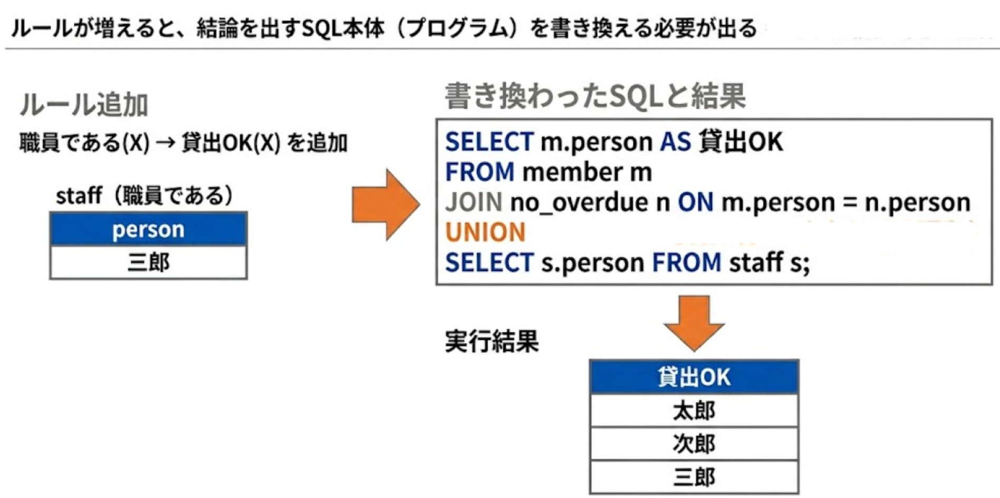 ルールが増えると、結論を出すSQL本体（プログラム）を書き換える必要が出る
ルール追加
職員である(X) → 貸出OK(X) を追加
staff（職員である）
person
三郎
書き換わったSQLと結果
SELECT m.person AS 貸出OK
FROM member m
JOIN no_overdue n ON m.person = n.person
UNION
SELECT s.person FROM staff s;
実行結果
貸出OK
太郎
次郎
三郎